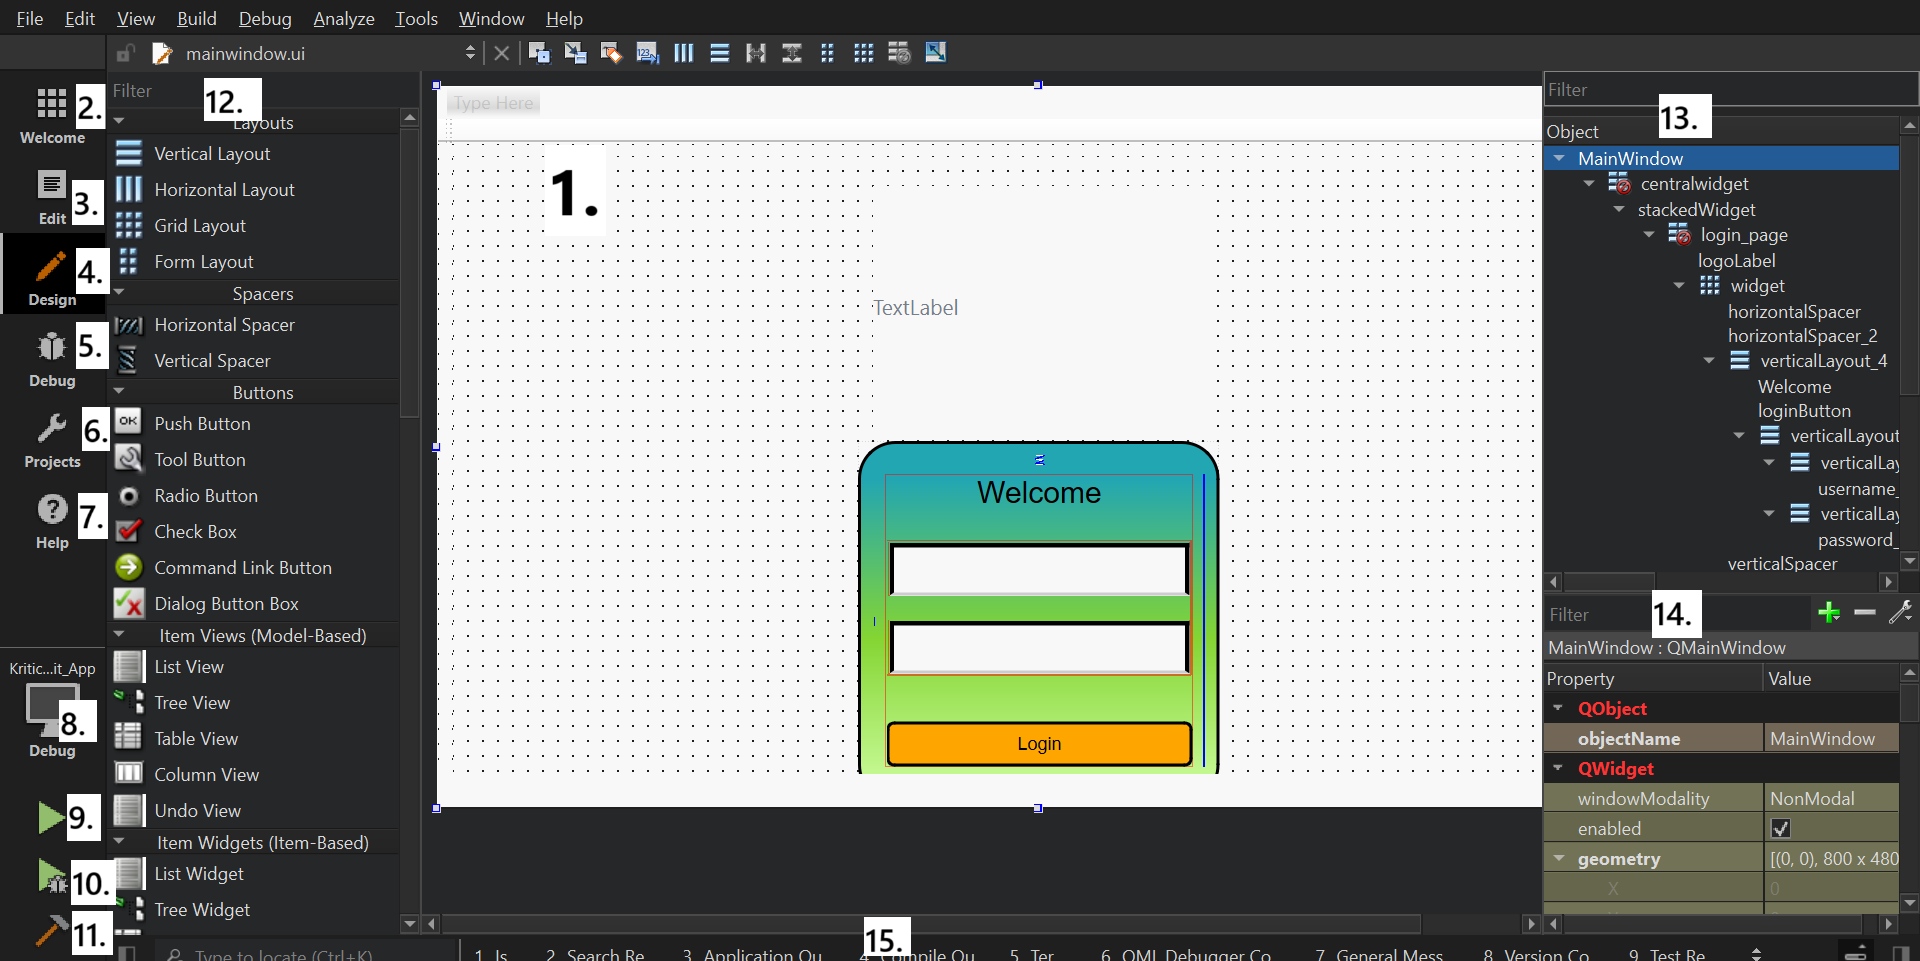 File Edit View Build Debug Analyze Tools Window Help
mainwindow.ui
2.
Welcome
3.
Edit
4.
Design
5.
Debug
6.
Projects
7.
Help
Kritic...it_App
8.
Debug
9.
10.
11.
Filter
12.
Layouts
Vertical Layout
Horizontal Layout
Grid Layout
Form Layout
Spacers
Horizontal Spacer
Vertical Spacer
Buttons
Push Button
Tool Button
Radio Button
Check Box
Command Link Button
Dialog Button Box
Item Views (Model-Based)
List View
Tree View
Table View
Column View
Undo View
Item Widgets (Item-Based)
List Widget
Tree Widget
Type Here
1.
TextLabel
Welcome
Login
Filter
13.
Object
MainWindow
centralwidget
stackedWidget
login_page
logoLabel
widget
horizontalSpacer
horizontalSpacer_2
verticalLayout_4
Welcome
loginButton
verticalLayout
verticalLay
username_
verticalLay
password_
verticalSpacer
Filter
14.
MainWindow : QMainWindow
Property Value
QObject
objectName MainWindow
QWidget
windowModality NonModal
enabled
geometry [(0, 0), 800 x 480
X 0
15.
Type to locate (Ctrl+K) 1 Is 2 Search Re 3 Application Ou 4 Compile Ou 5 Ter 6 QML Debugger Co 7 General Mess 8 Version Co 9 Test Re